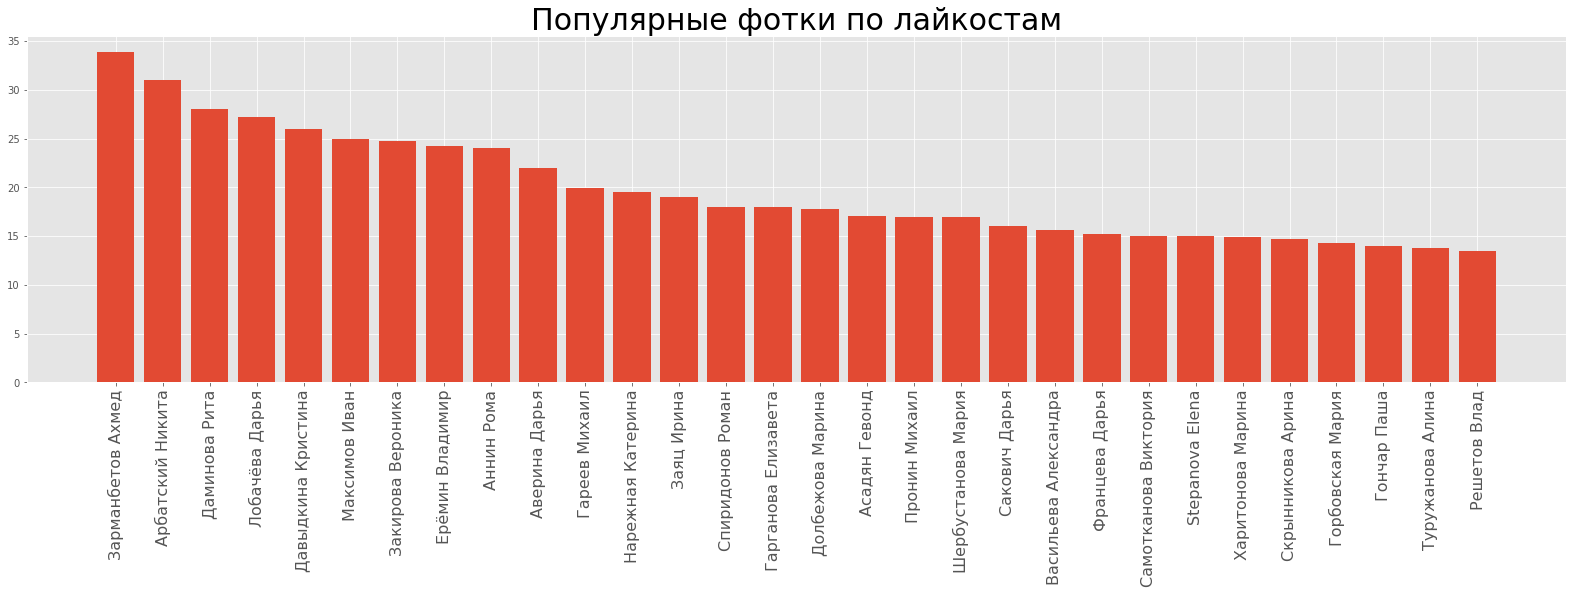 Популярные фотки по лайкостам
35
30
25
20
15
10
5
0
Зарманбетов Ахмед
Арбатский Никита
Даминова Рита
Лобачёва Дарья
Давыдкина Кристина
Максимов Иван
Закирова Вероника
Ерёмин Владимир
Аннин Рома
Аверина Дарья
Гареев Михаил
Нарежная Катерина
Заяц Ирина
Спиридонов Роман
Гарганова Елизавета
Долбежова Марина
Асадян Гевонд
Пронин Михаил
Шербустанова Мария
Сакович Дарья
Васильева Александра
Францева Дарья
Самотканова Виктория
Stepanova Elena
Харитонова Марина
Скрынникова Арина
Горбовская Мария
Гончар Паша
Туружанова Алина
Решетов Влад